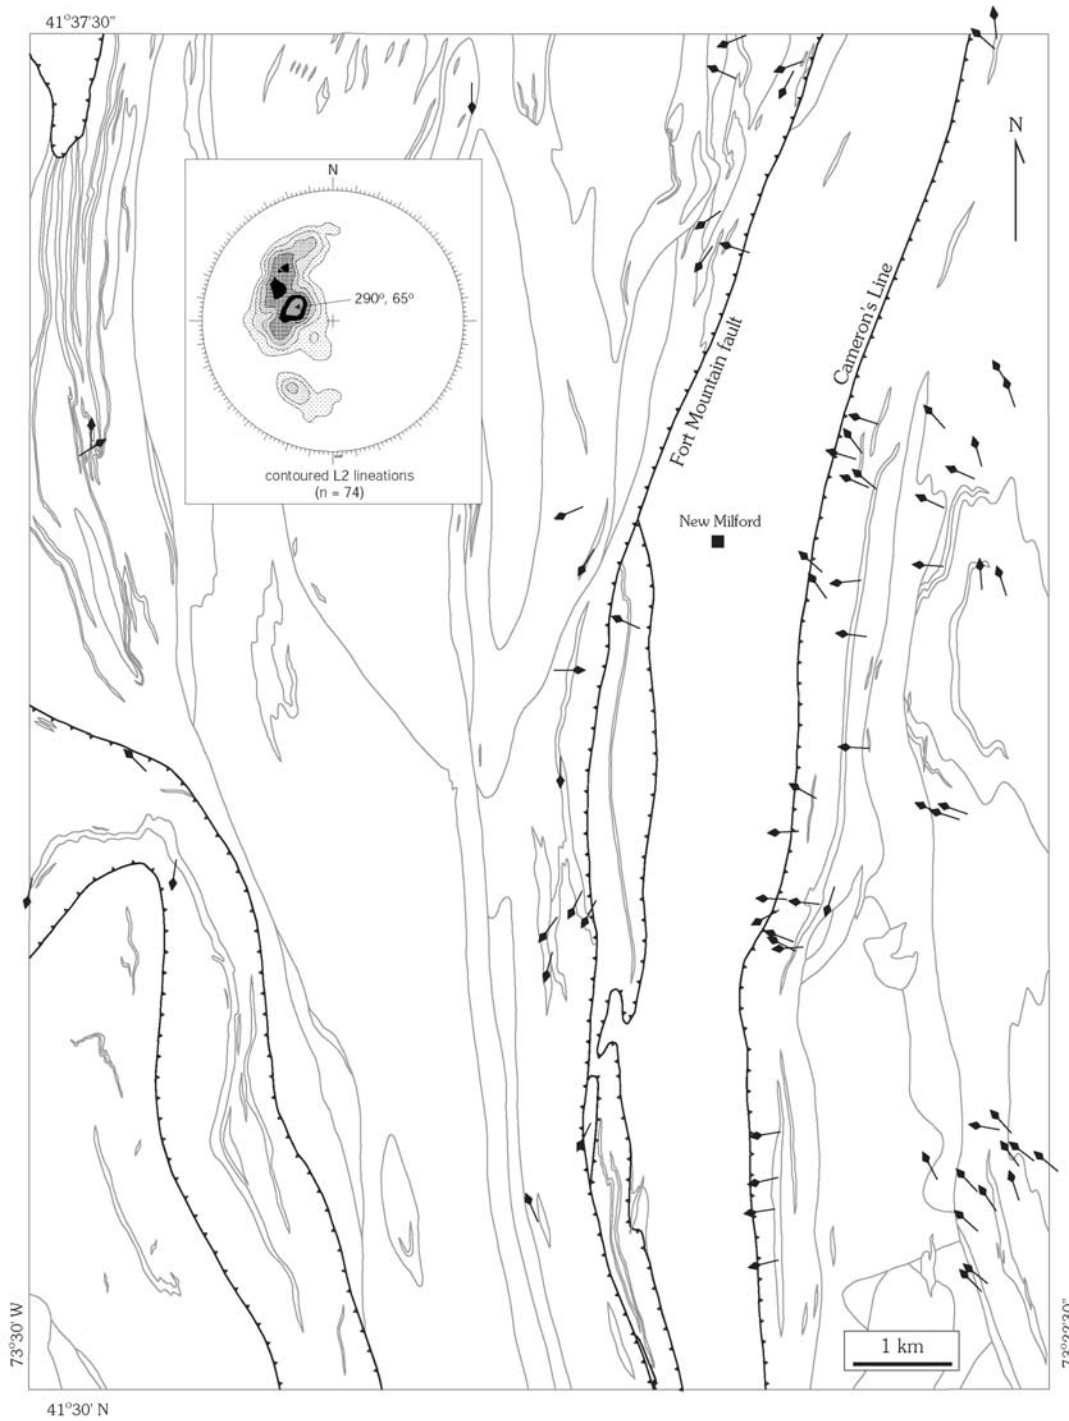 41°37'30"
N
N
290°, 65°
contoured L2 lineations
(n = 74)
Fort Mountain fault
Cameron's Line
New Milford
1 km
73°30' W
41°30' N